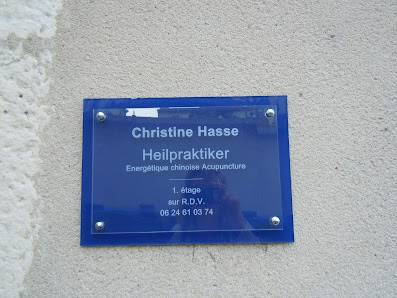 Christine Hasse
Heilpraktiker
Energétique chinoise Acupuncture
1. étage
sur R.D.V.
06 24 61 03 74